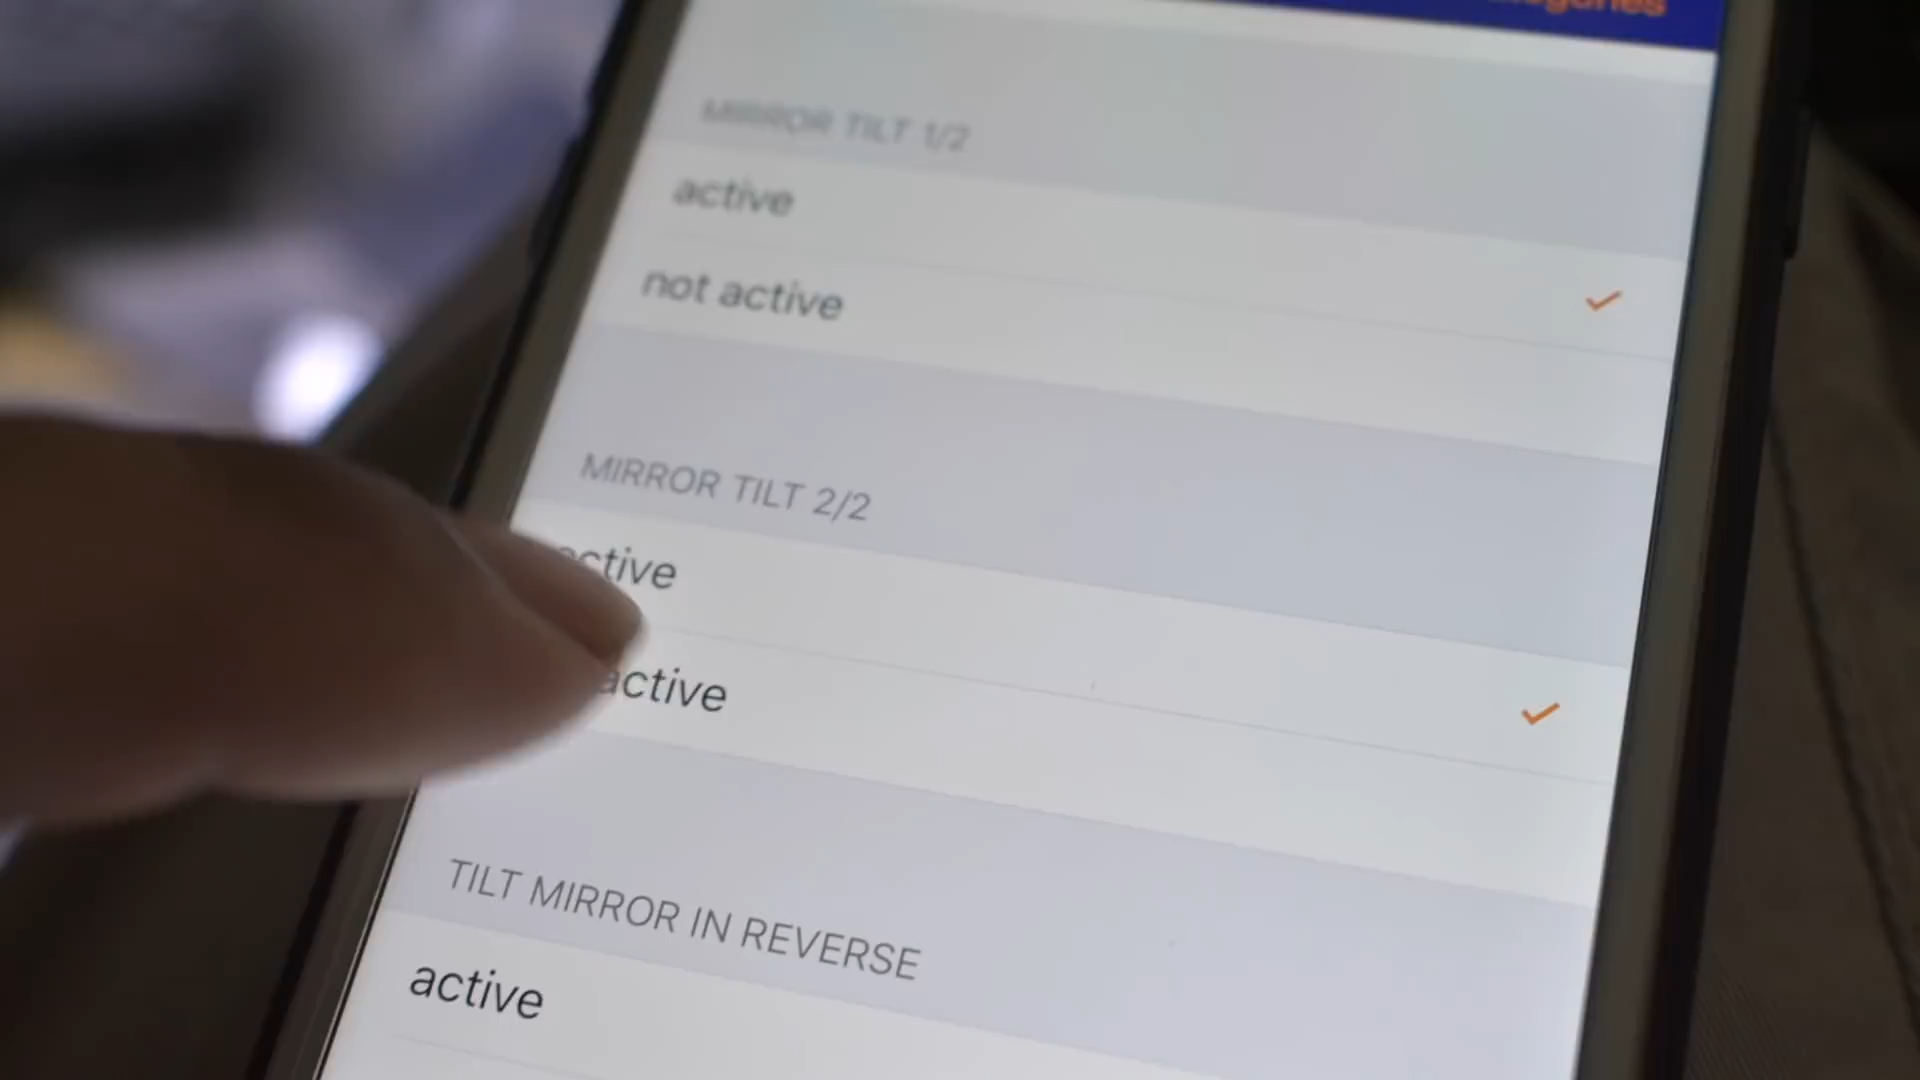 MIRROR TILT 1/2
active
not active
MIRROR TILT 2/2
active
active
TILT MIRROR IN REVERSE
active